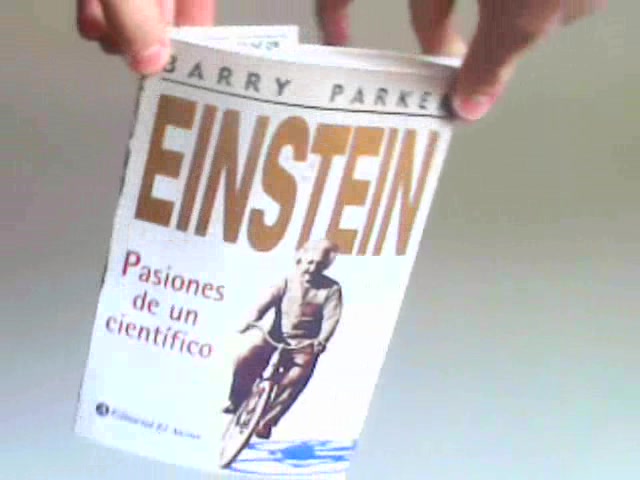 BARRY PARKER
EINSTEIN
Pasiones
de un
científico
Editorial El Ateneo